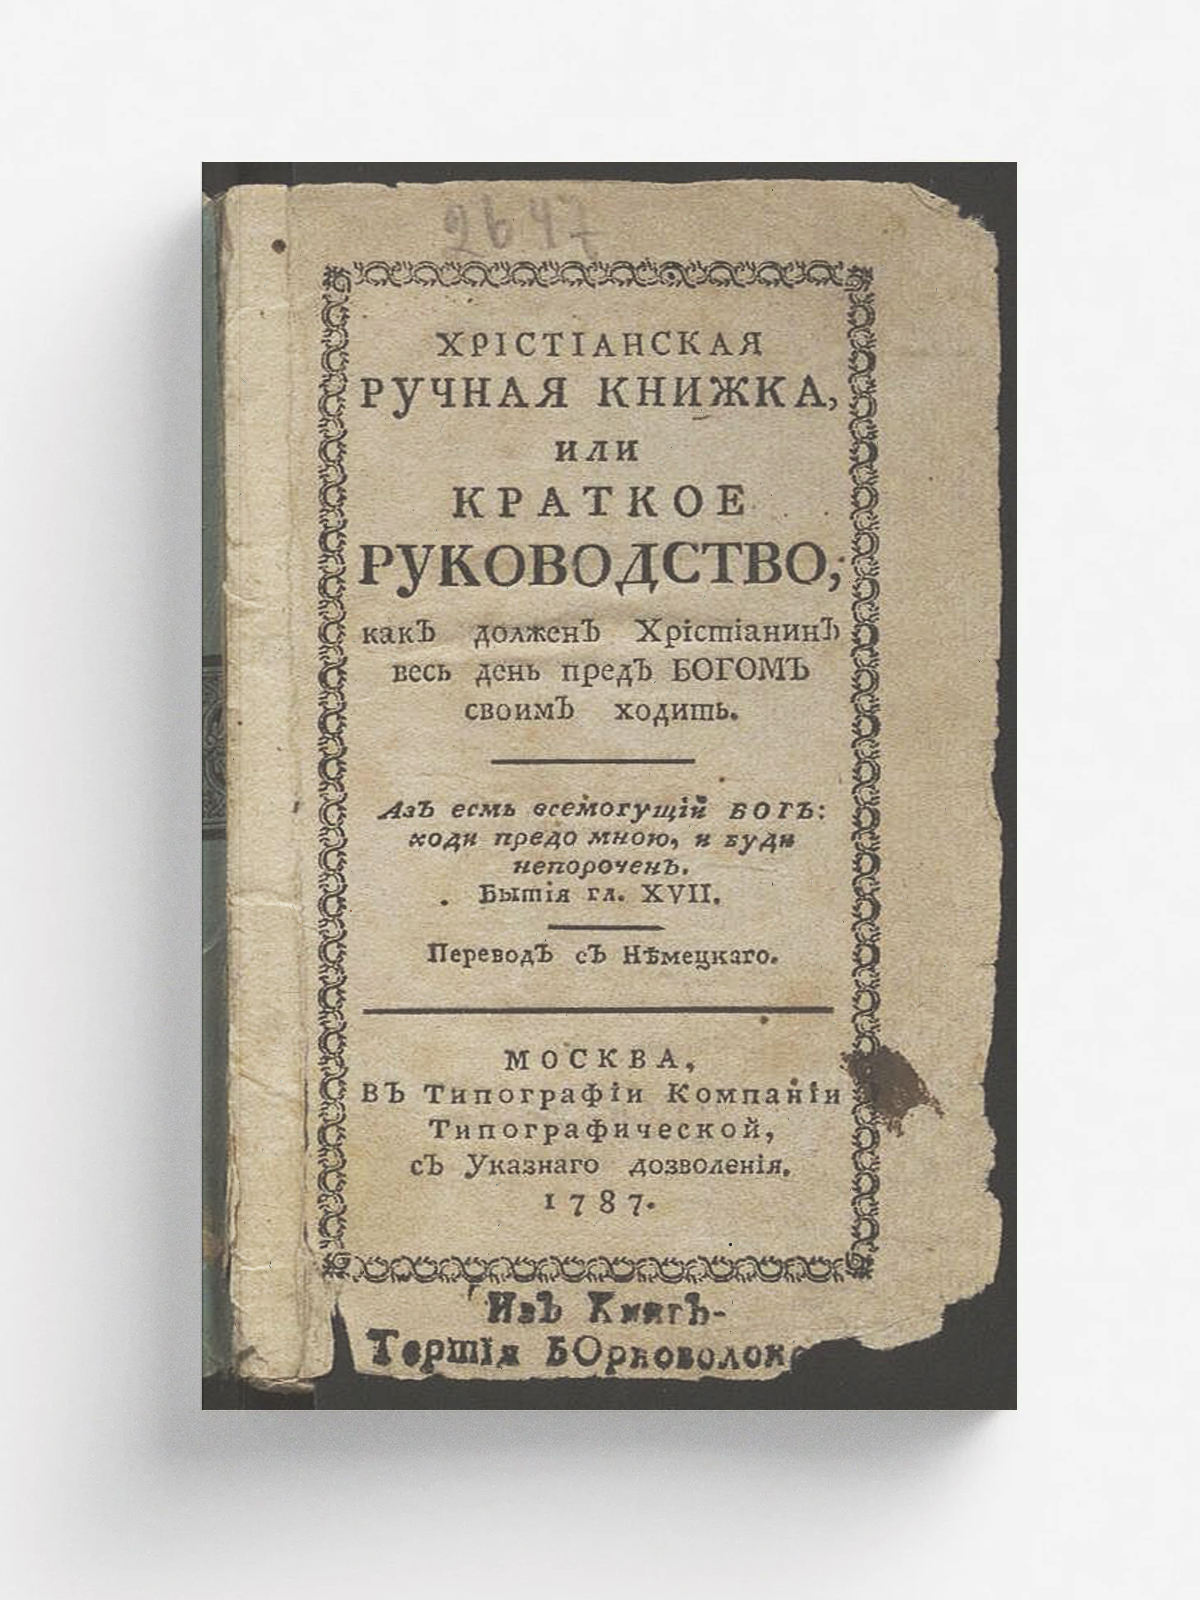 2647
ХРІСТІАНСКАЯ
РУЧНАЯ КНИЖКА,
ИЛИ
КРАТКОЕ
РУКОВОДСТВО,
какЪ долженЪ ХрістіанинЪ
весь день предЪ БОГОМЪ
своимЪ ходить.
АзЪ есмь всемогущій БОГЪ:
ходи предо мною, и буди
непороченЪ.
Бытія гл. XVII.
ПереводЪ сЪ Нѣмецкаго.
МОСКВА,
ВЪ Типографіи Компаніи
Типографической,
сЪ Указнаго дозволенія.
1787.
ИзЪ КнигЪ-